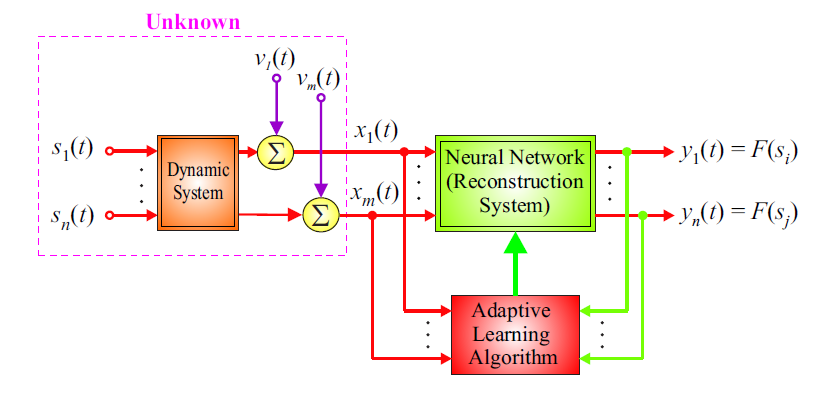 Unknown
v₁(t)
vₘ(t)
s₁(t)
sₙ(t)
Dynamic
System
Σ
Σ
x₁(t)
xₘ(t)
Neural Network
(Reconstruction
System)
y₁(t) = F(sᵢ)
yₙ(t) = F(sⱼ)
Adaptive
Learning
Algorithm